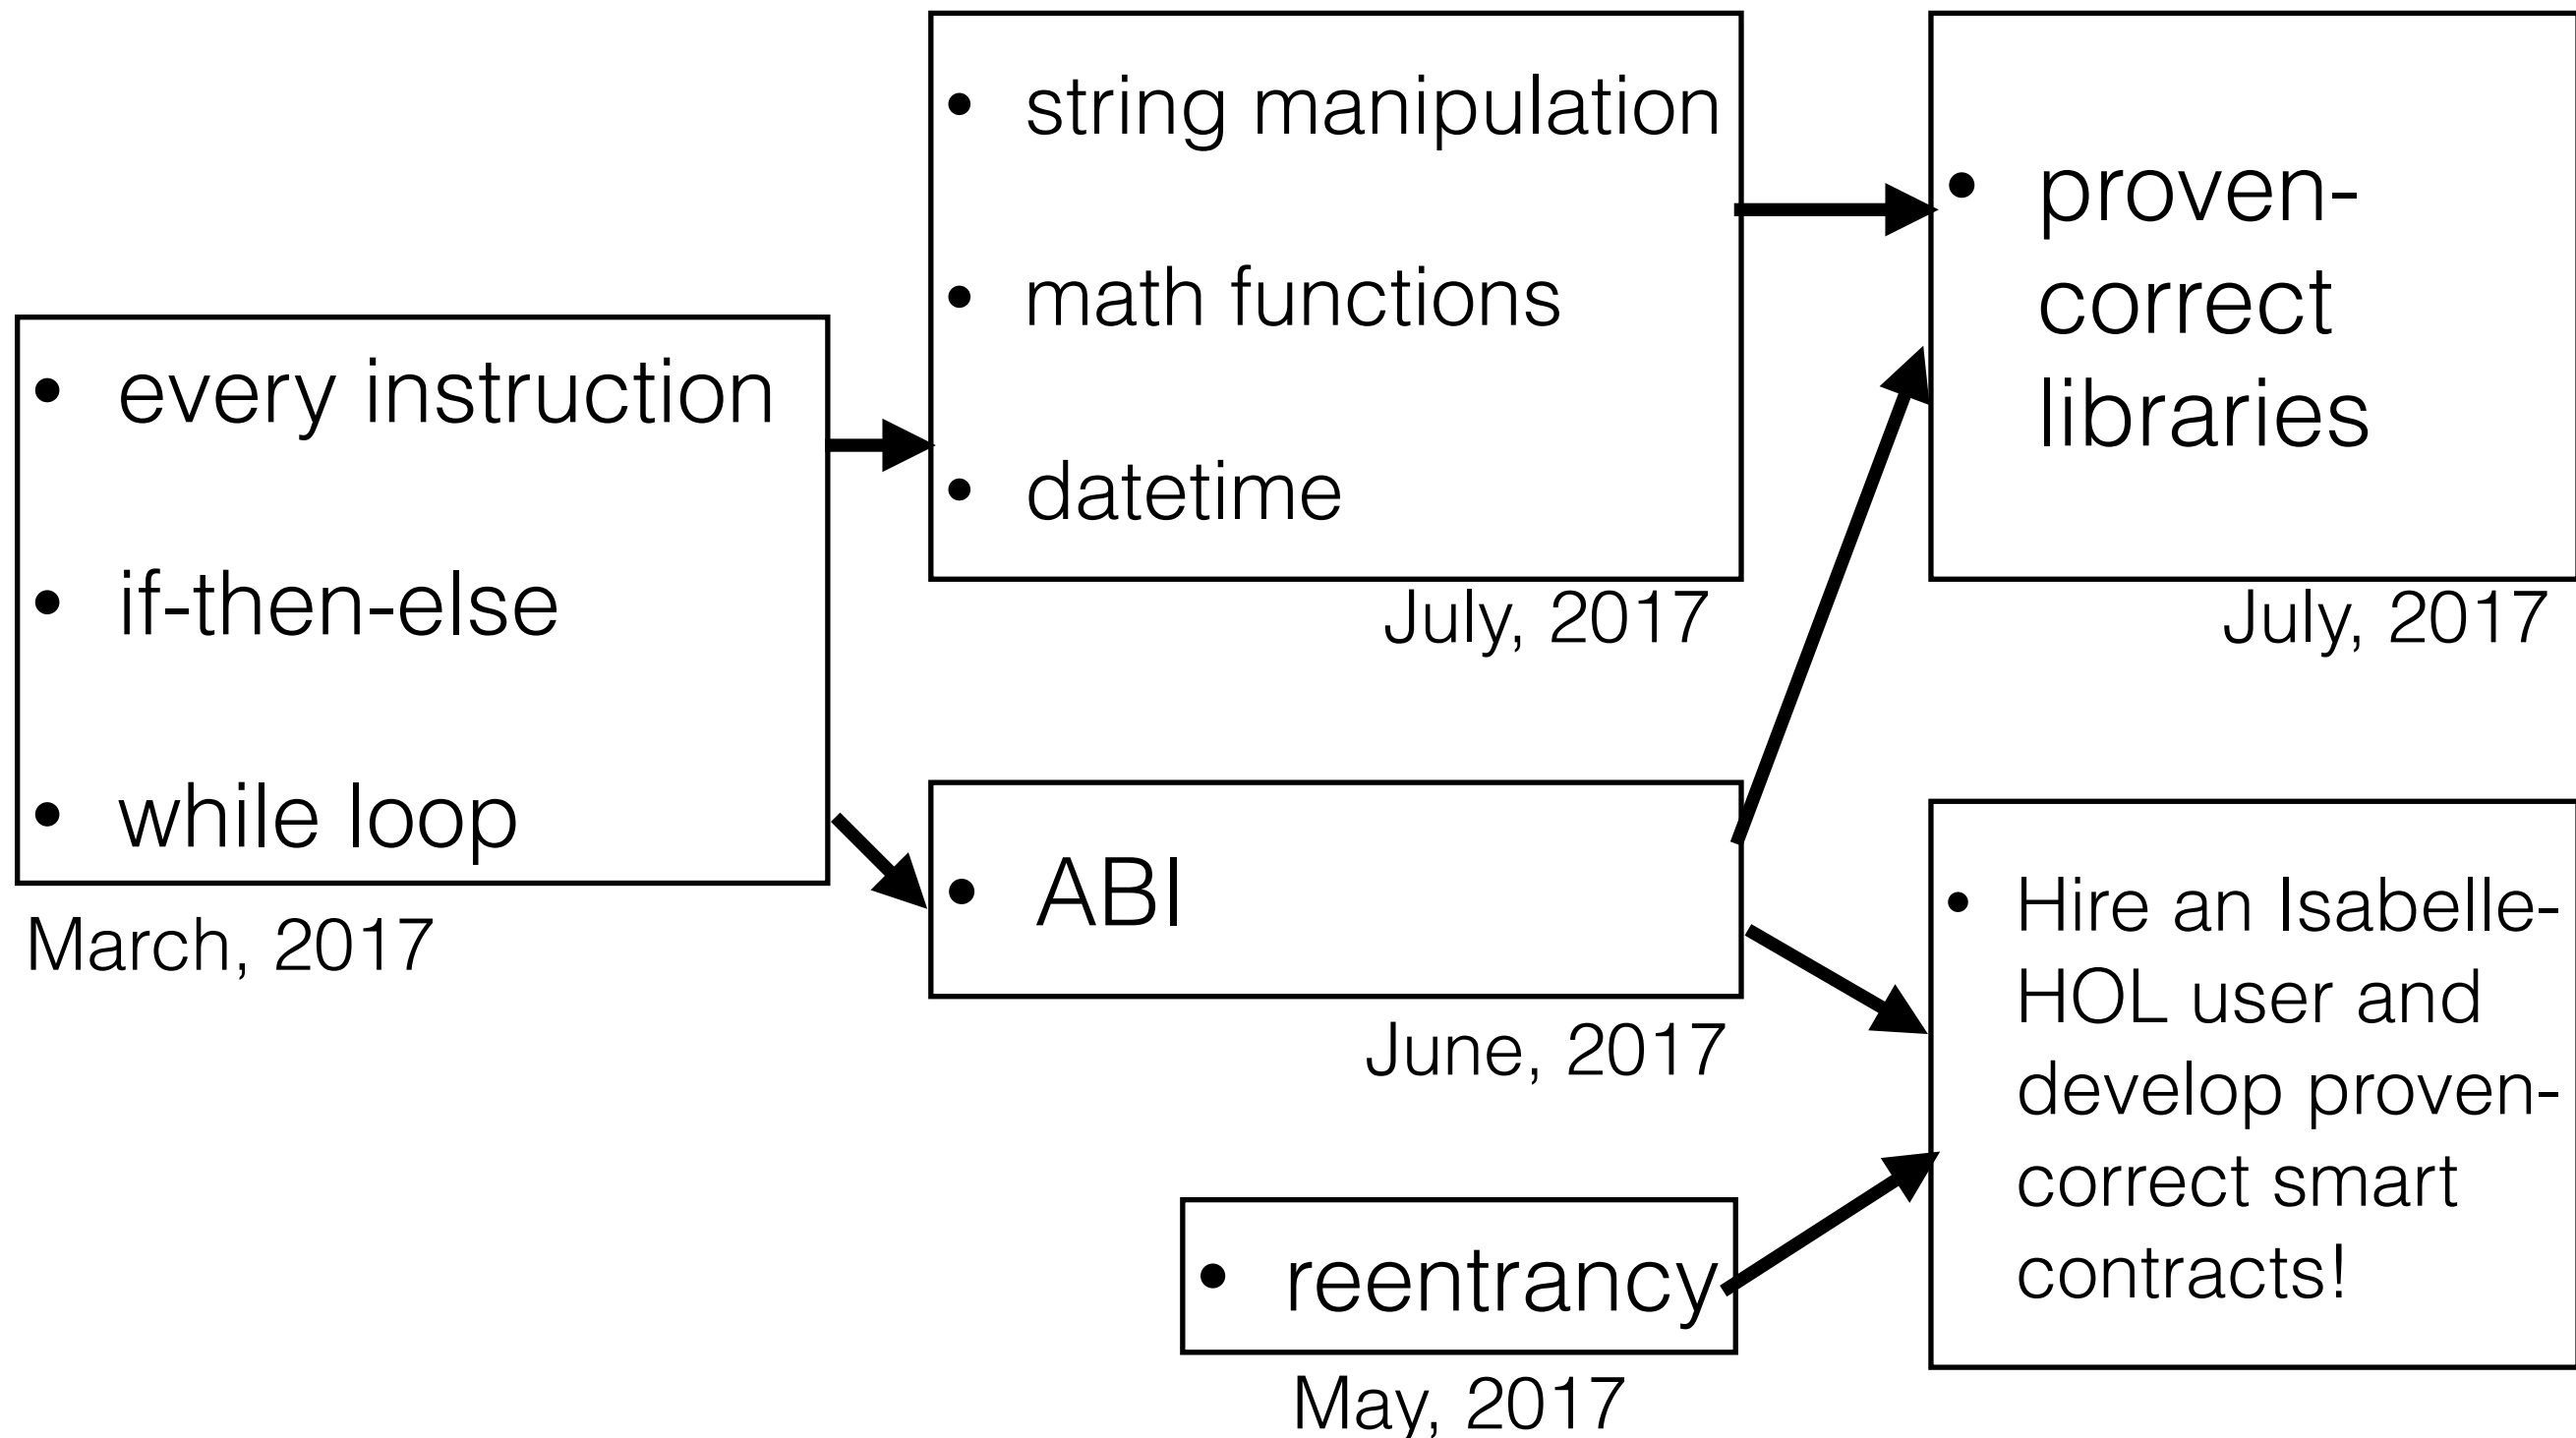 • every instruction
• if-then-else
• while loop
March, 2017
• string manipulation
• math functions
• datetime
July, 2017
• ABI
June, 2017
• reentrancy
May, 2017
• proven-
correct
libraries
July, 2017
• Hire an Isabelle-
HOL user and
develop proven-
correct smart
contracts!